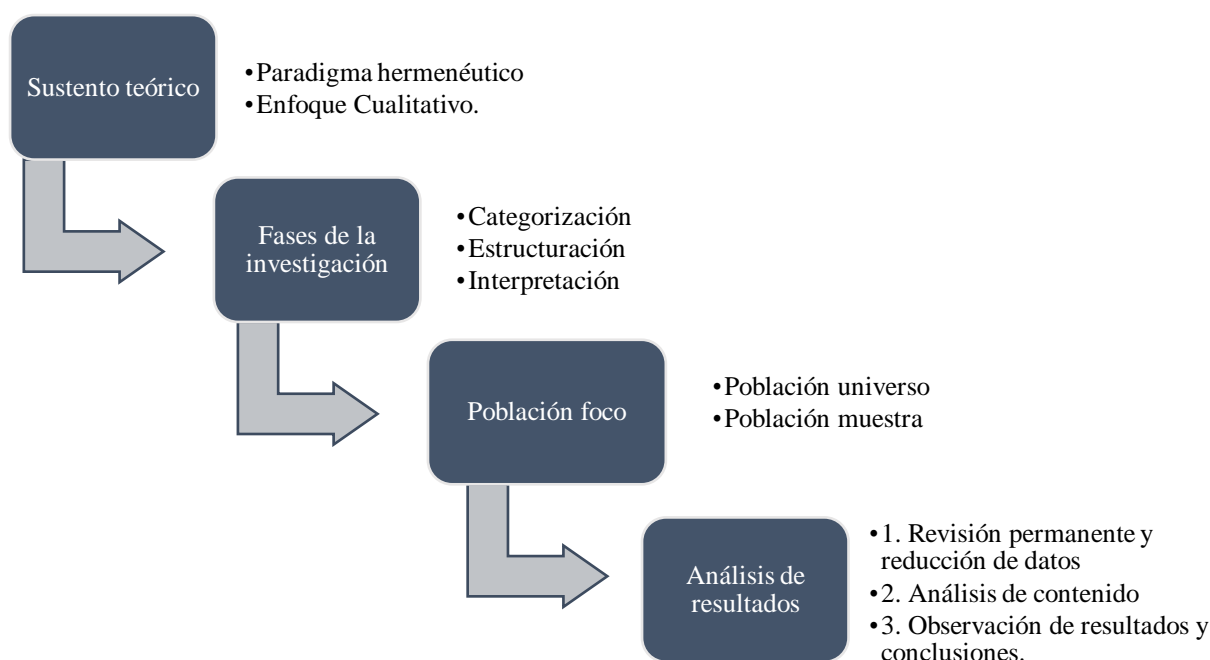 Sustento teórico
•Paradigma hermenéutico
•Enfoque Cualitativo.
Fases de la
investigación
•Categorización
•Estructuración
•Interpretación
Población foco
•Población universo
•Población muestra
Análisis de
resultados
•1. Revisión permanente y
reducción de datos
•2. Análisis de contenido
•3. Observación de resultados y
conclusiones.